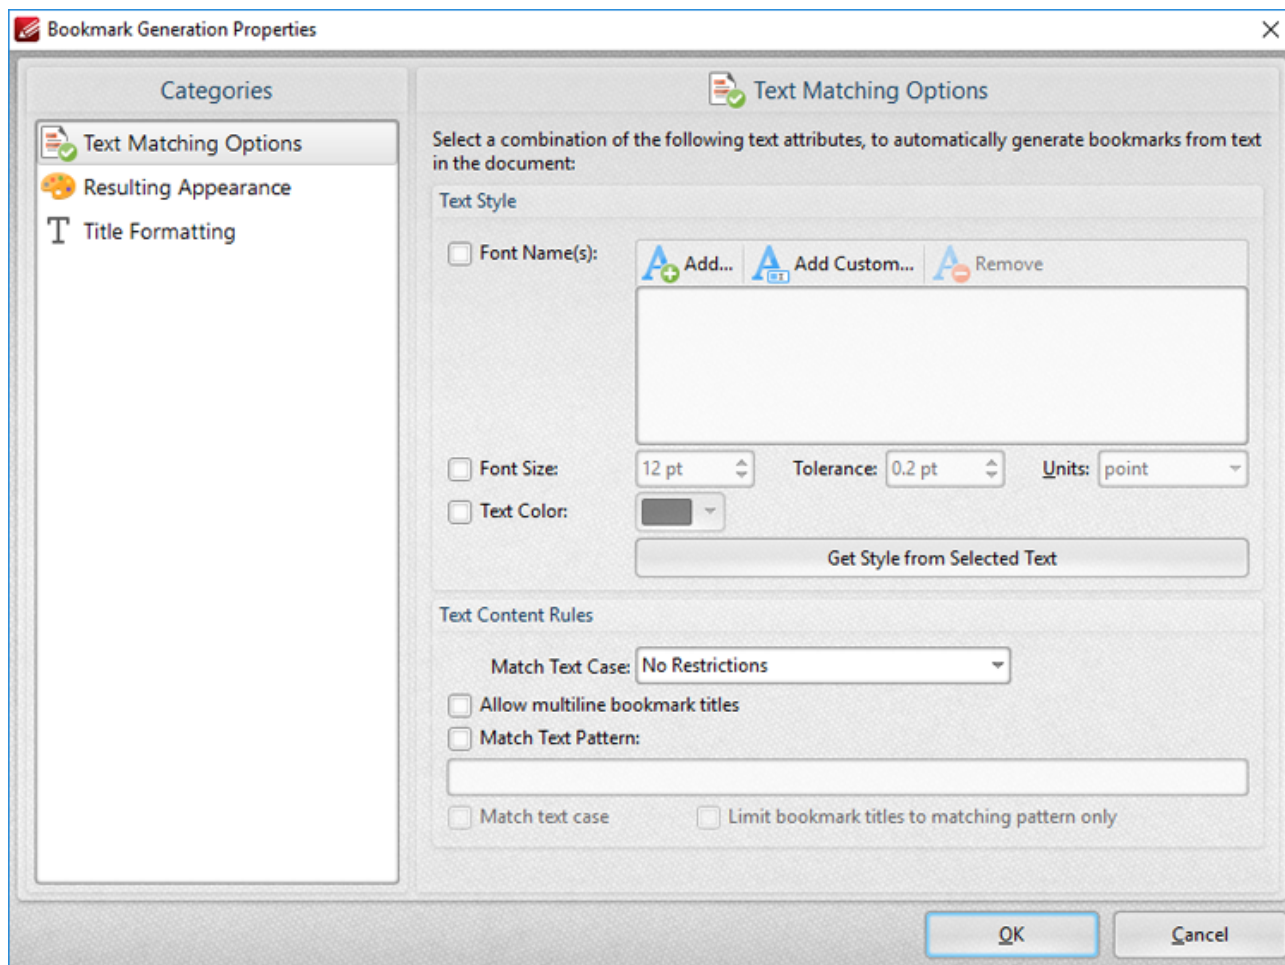 Bookmark Generation Properties
Categories
Text Matching Options
Resulting Appearance
Title Formatting
Text Matching Options
Select a combination of the following text attributes, to automatically generate bookmarks from text
in the document:
Text Style
Font Name(s):
Add...
Add Custom...
Remove
Font Size:
12 pt
Tolerance:
0.2 pt
Units:
point
Text Color:
Get Style from Selected Text
Text Content Rules
Match Text Case:
No Restrictions
Allow multiline bookmark titles
Match Text Pattern:
Match text case
Limit bookmark titles to matching pattern only
OK
Cancel